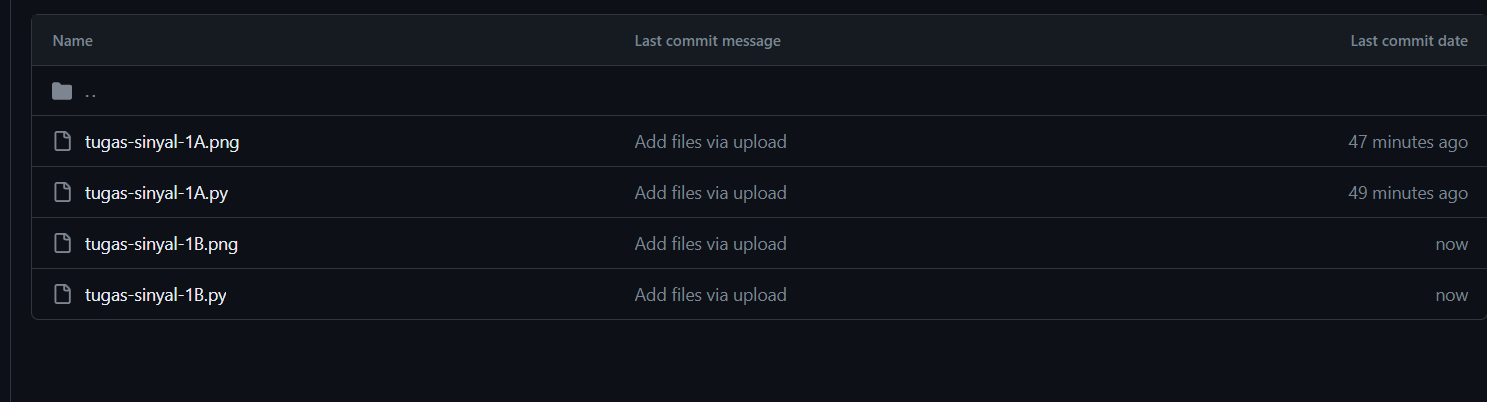 Name Last commit message Last commit date
..
tugas-sinyal-1A.png Add files via upload 47 minutes ago
tugas-sinyal-1A.py Add files via upload 49 minutes ago
tugas-sinyal-1B.png Add files via upload now
tugas-sinyal-1B.py Add files via upload now